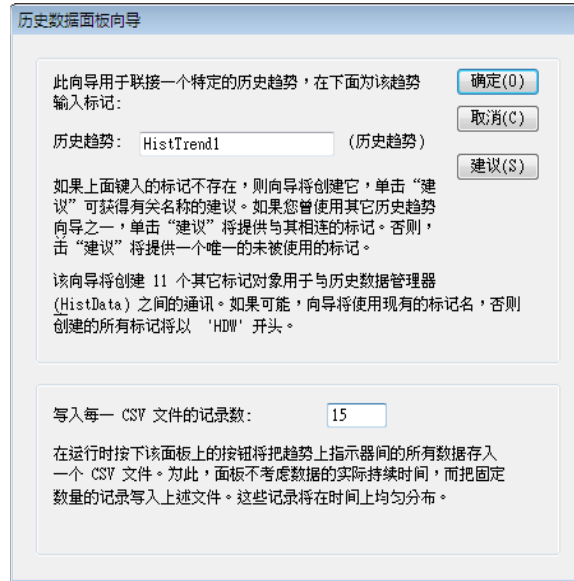 历史数据面板向导
此向导用于联接一个特定的历史趋势，在下面为该趋势
输入标记：
历史趋势： HistTrend1 (历史趋势)
确定(O)
取消(C)
建议(S)
如果上面键入的标记不存在，则向导将创建它，单击“建
议”可获得有关名称的建议。如果您曾使用其它历史趋势
向导之一，单击“建议”将提供与其相连的标记。否则，
击“建议”将提供一个唯一的未被使用的标记。
该向导将创建 11 个其它标记对象用于与历史数据管理器
(HistData) 之间的通讯。如果可能，向导将使用现有的标记名，否则
创建的所有标记将以 'HDW' 开头。
写入每一 CSV 文件的记录数： 15
在运行时按下该面板上的按钮将把趋势上指示器间的所有数据存入
一个 CSV 文件。为此，面板不考虑数据的实际持续时间，而把固定
数量的记录写入上述文件。这些记录将在时间上均匀分布。